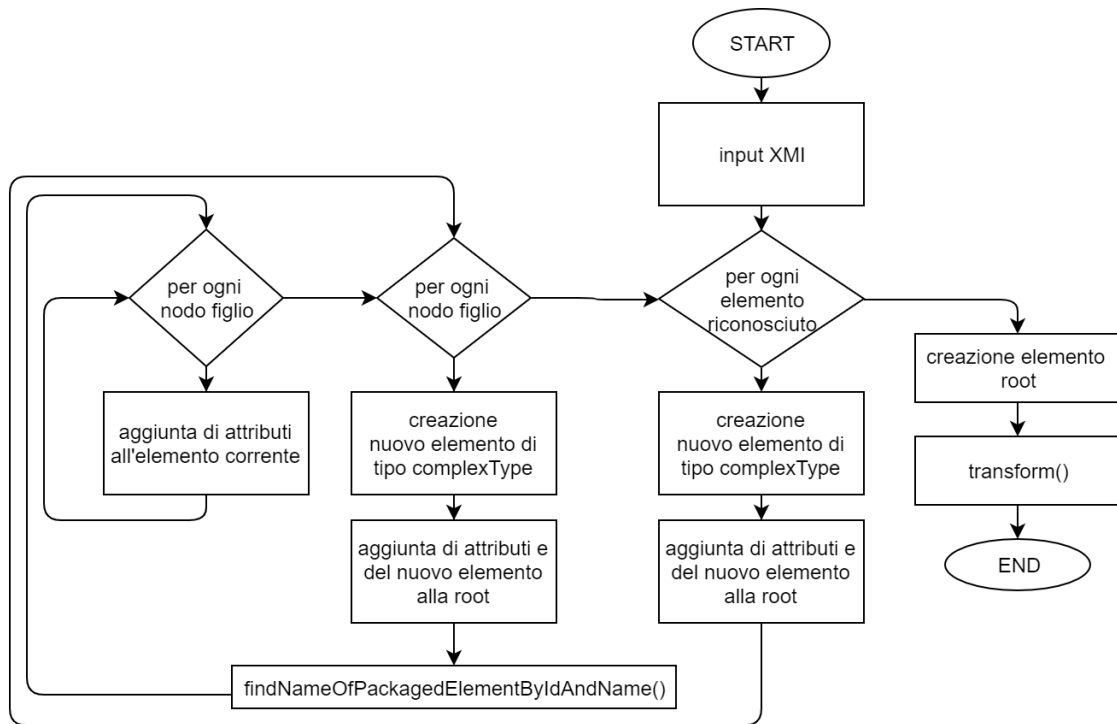 START
input XMI
per ogni
nodo figlio
per ogni
nodo figlio
per ogni
elemento
riconosciuto
creazione elemento
root
aggiunta di attributi
all'elemento corrente
creazione
nuovo elemento di
tipo complexType
creazione
nuovo elemento di
tipo complexType
transform()
aggiunta di attributi e
del nuovo elemento
alla root
aggiunta di attributi e
del nuovo elemento
alla root
END
findNameOfPackagedElementByIdAndName()